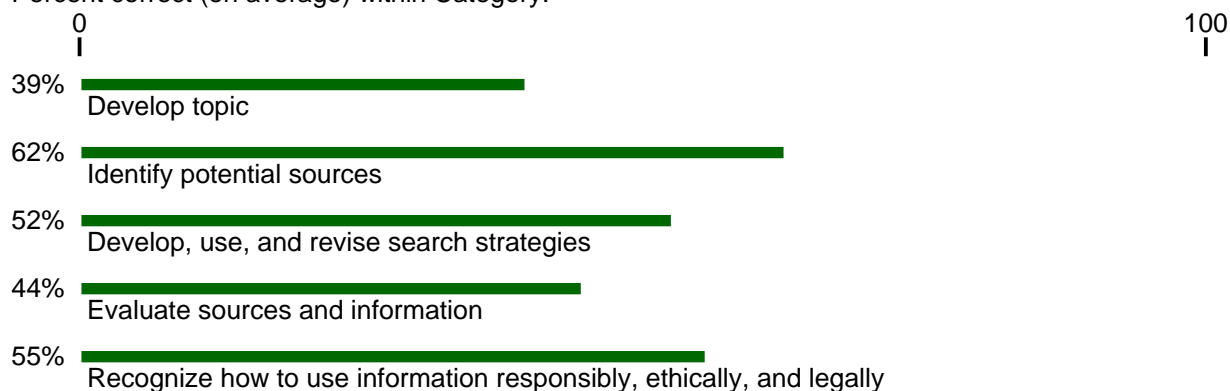 Percent correct (on average) within Category:
0 100
39%
Develop topic
62%
Identify potential sources
52%
Develop, use, and revise search strategies
44%
Evaluate sources and information
55%
Recognize how to use information responsibly, ethically, and legally